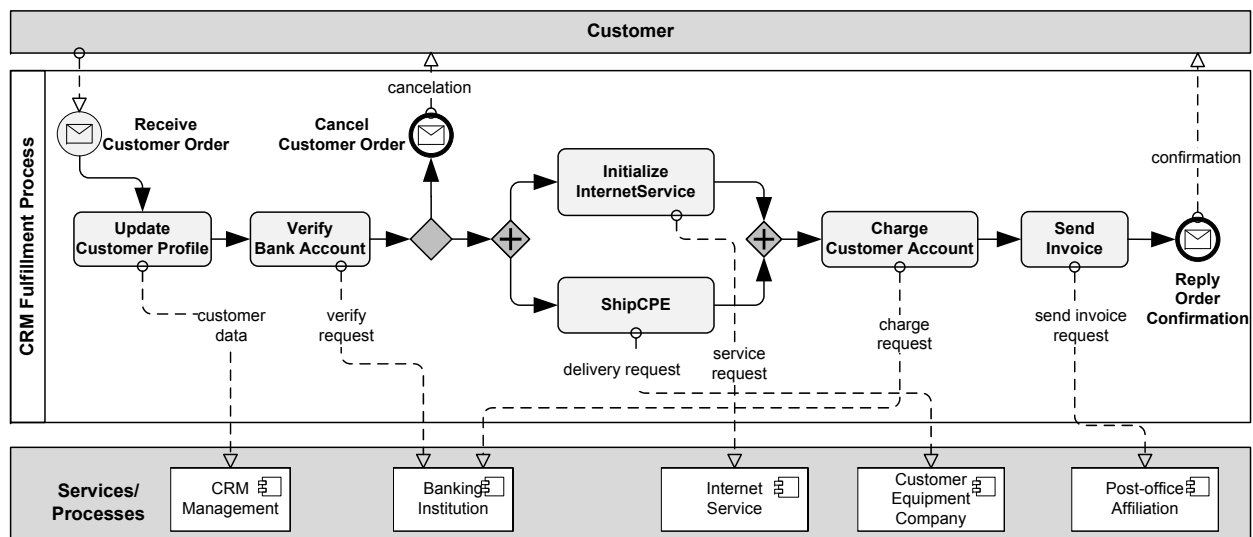 Customer
CRM Fulfillment Process
cancelation
Receive
Customer Order
Cancel
Customer Order
Initialize
InternetService
confirmation
Update
Customer Profile
Verify
Bank Account
Charge
Customer Account
Send
Invoice
ShipCPE
Reply
Order
Confirmation
customer
data
verify
request
delivery request
service
request
charge
request
send invoice
request
Services/
Processes
CRM
Management
Banking
Institution
Internet
Service
Customer
Equipment
Company
Post-office
Affiliation